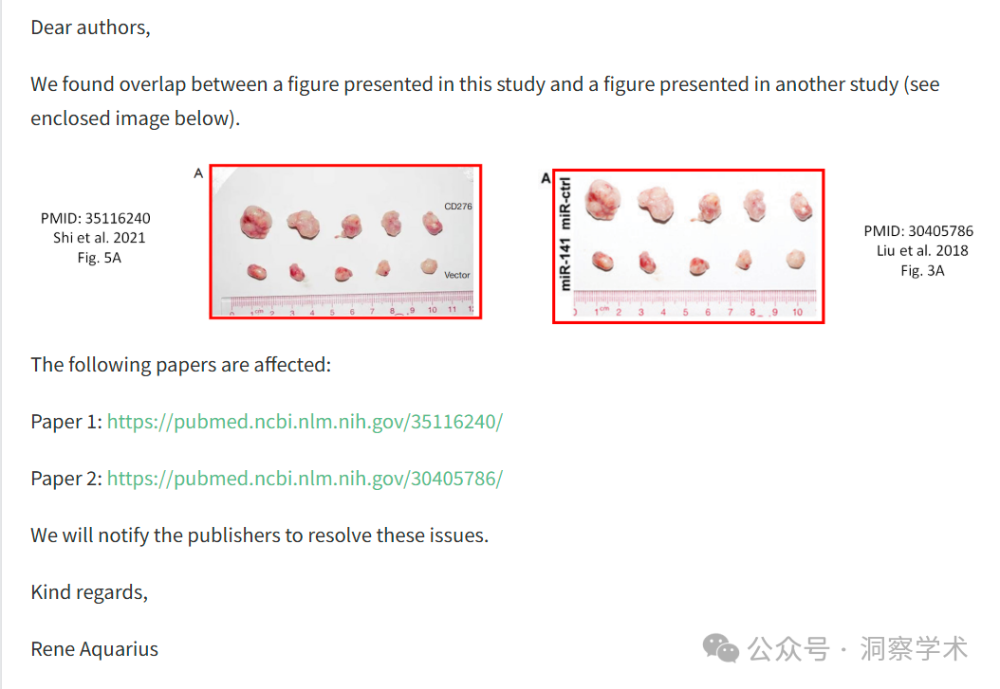 Dear authors,
We found overlap between a figure presented in this study and a figure presented in another study (see
enclosed image below).
PMID: 35116240
Shi et al. 2021
Fig. 5A
A
CD276
Vector
cm 2 3 4 5 6 7 8 9 10 11
A
miR-ctrl
miR-141
1cm 2 3 4 5 6 7 8 9 10
PMID: 30405786
Liu et al. 2018
Fig. 3A
The following papers are affected:
Paper 1: https://pubmed.ncbi.nlm.nih.gov/35116240/
Paper 2: https://pubmed.ncbi.nlm.nih.gov/30405786/
We will notify the publishers to resolve these issues.
Kind regards,
Rene Aquarius
公众号 · 洞察学术